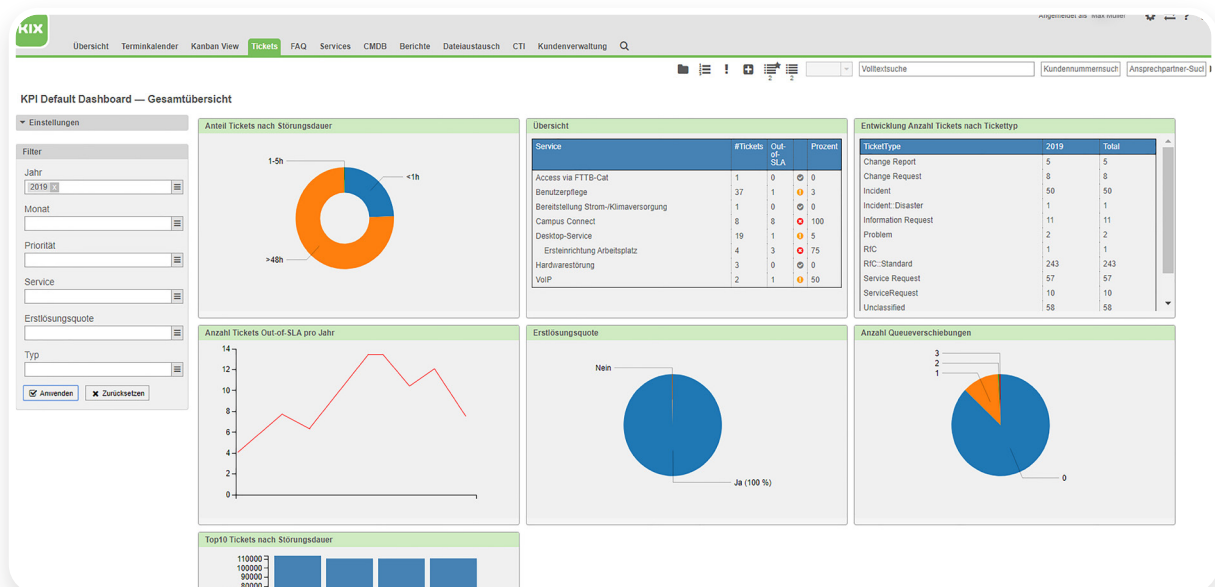 KIX
Angemeldet als Max Müller
Übersicht Terminkalender Kanban View Tickets FAQ Services CMDB Berichte Dateiaustausch CTI Kundenverwaltung
2 2 Volltextsuche Kundennummernsuch Ansprechpartner-Sucl
KPI Default Dashboard — Gesamtübersicht
Einstellungen
Filter
Jahr
2019 x
Monat
Priorität
Service
Erstlösungsquote
Typ
Anwenden x Zurücksetzen
Anteil Tickets nach Störungsdauer
1-5h
<1h
>48h
Übersicht
Service #Tickets Out-of-SLA Prozent
Access via FTTB-Cat 1 0 0
Benutzerpflege 37 1 3
Bereitstellung Strom-/Klimaversorgung 1 0 0
Campus Connect 8 8 100
Desktop-Service 19 1 5
Ersteinrichtung Arbeitsplatz 4 3 75
Hardwarestörung 3 0 0
VoIP 2 1 50
Entwicklung Anzahl Tickets nach Tickettyp
TicketType 2019 Total
Change Report 5 5
Change Request 8 8
Incident 50 50
Incident::Disaster 1 1
Information Request 11 11
Problem 2 2
RfC 1 1
RfC::Standard 243 243
Service Request 57 57
ServiceRequest 10 10
Unclassified 58 58
Anzahl Tickets Out-of-SLA pro Jahr
14
12
10
8
6
4
2
0
Erstlösungsquote
Nein
Ja (100 %)
Anzahl Queueverschiebungen
3
2
1
0
Top10 Tickets nach Störungsdauer
110000
100000
90000
80000